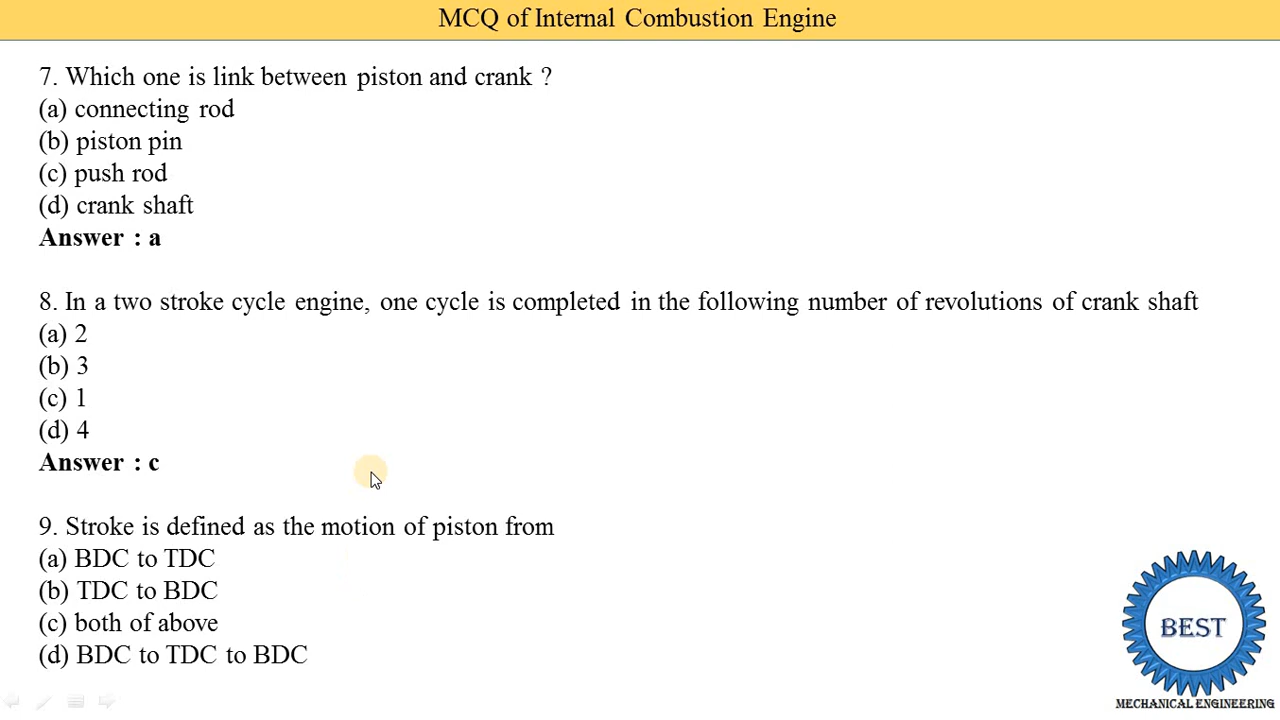 MCQ of Internal Combustion Engine
7. Which one is link between piston and crank ?
(a) connecting rod
(b) piston pin
(c) push rod
(d) crank shaft
Answer : a
8. In a two stroke cycle engine, one cycle is completed in the following number of revolutions of crank shaft
(a) 2
(b) 3
(c) 1
(d) 4
Answer : c
9. Stroke is defined as the motion of piston from
(a) BDC to TDC
(b) TDC to BDC
(c) both of above
(d) BDC to TDC to BDC
BEST
MECHANICAL ENGINEERING